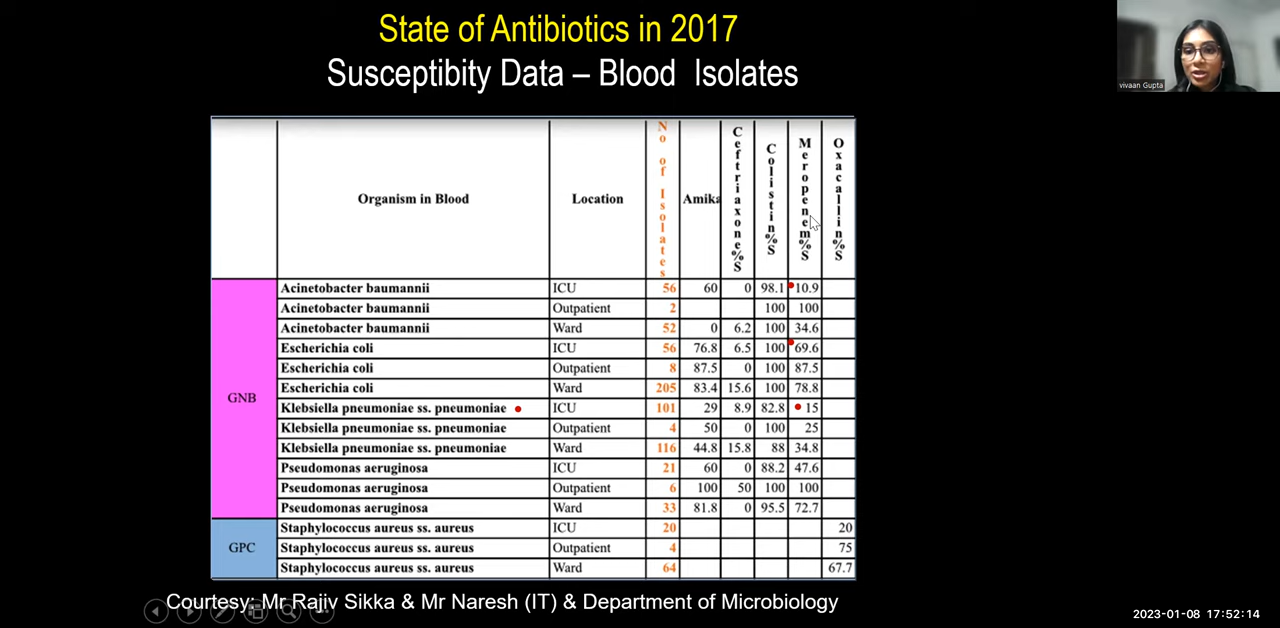 State of Antibiotics in 2017
Susceptibity Data – Blood Isolates
vivaan Gupta
Organism in Blood Location No of Isolates Amika Ceftriaxone%S Colistin%S Meropenem%S Oxacallin%S
GNB
Acinetobacter baumannii ICU 56 60 0 98.1 10.9
Acinetobacter baumannii Outpatient 2 100 100
Acinetobacter baumannii Ward 52 0 6.2 100 34.6
Escherichia coli ICU 56 76.8 6.5 100 69.6
Escherichia coli Outpatient 8 87.5 0 100 87.5
Escherichia coli Ward 205 83.4 15.6 100 78.8
Klebsiella pneumoniae ss. pneumoniae ICU 101 29 8.9 82.8 15
Klebsiella pneumoniae ss. pneumoniae Outpatient 4 50 0 100 25
Klebsiella pneumoniae ss. pneumoniae Ward 116 44.8 15.8 88 34.8
Pseudomonas aeruginosa ICU 21 60 0 88.2 47.6
Pseudomonas aeruginosa Outpatient 6 100 50 100 100
Pseudomonas aeruginosa Ward 33 81.8 0 95.5 72.7
GPC
Staphylococcus aureus ss. aureus ICU 20 20
Staphylococcus aureus ss. aureus Outpatient 4 75
Staphylococcus aureus ss. aureus Ward 64 67.7
Courtesy: Mr Rajiv Sikka & Mr Naresh (IT) & Department of Microbiology
2023-01-08 17:52:14